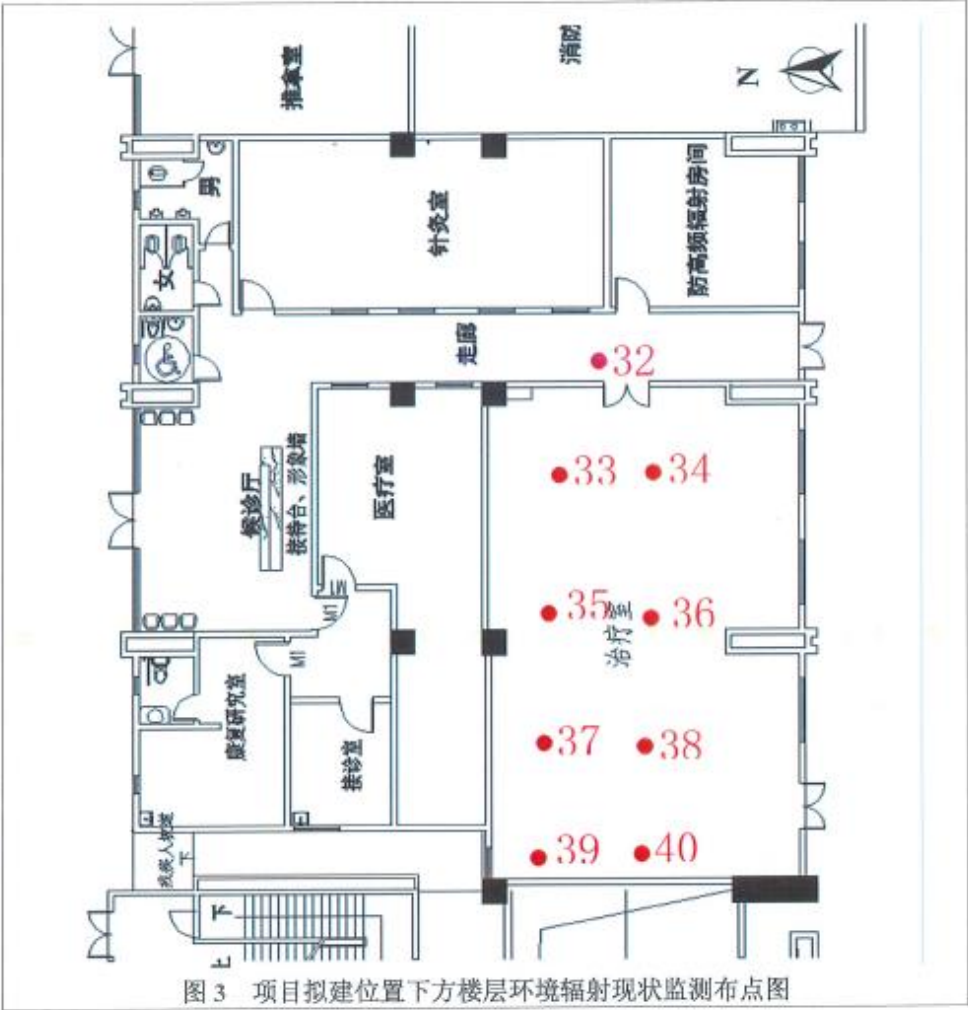 推拿室
消防
N
男
针灸室
防高频辐射房间
女
走廊
32
候诊厅
接待台、形象墙
医疗室
33
34
M1
35
36
治疗室
M1
康复研究室
接诊室
37
38
残疾人坡道
下
39
40
下
上
图 3 项目拟建位置下方楼层环境辐射现状监测布点图